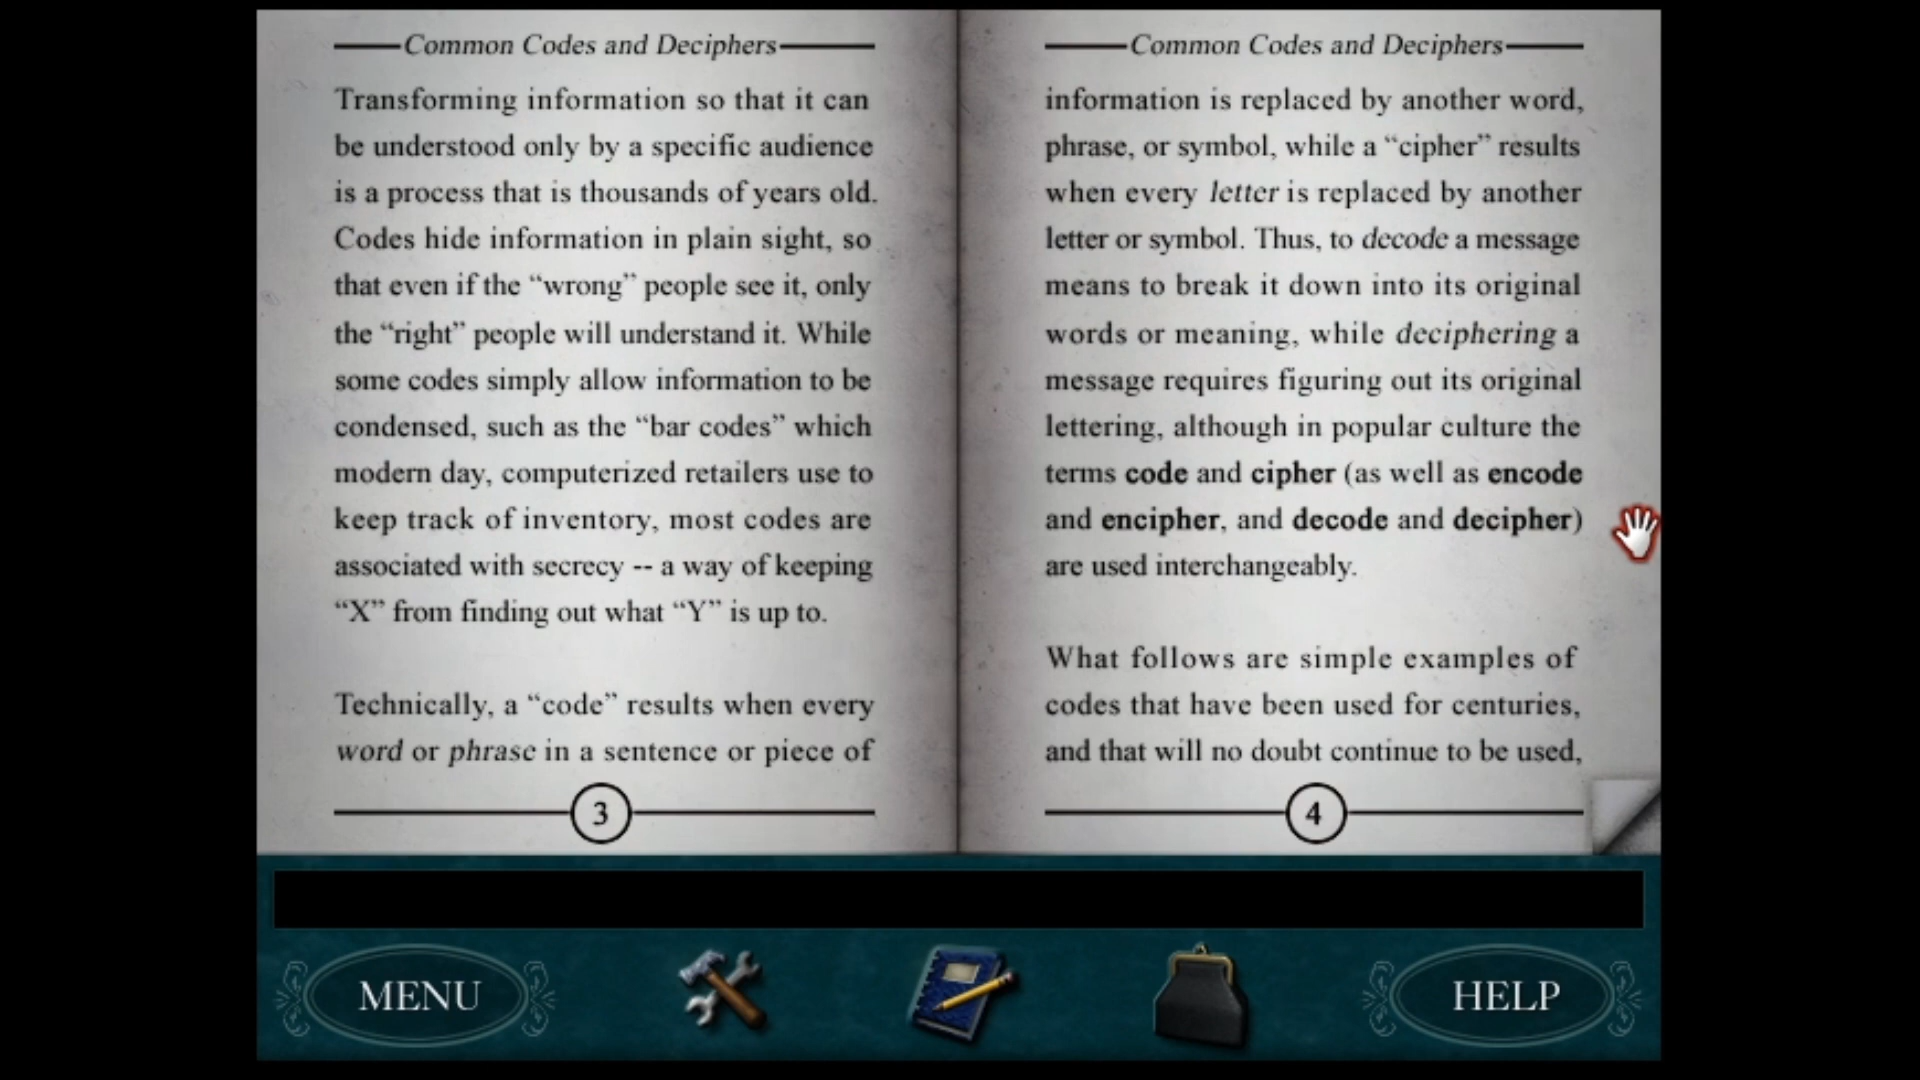 Common Codes and Deciphers
Transforming information so that it can
be understood only by a specific audience
is a process that is thousands of years old.
Codes hide information in plain sight, so
that even if the “wrong” people see it, only
the “right” people will understand it. While
some codes simply allow information to be
condensed, such as the “bar codes” which
modern day, computerized retailers use to
keep track of inventory, most codes are
associated with secrecy -- a way of keeping
“X” from finding out what “Y” is up to.
Technically, a “code” results when every
word or phrase in a sentence or piece of
3
Common Codes and Deciphers
information is replaced by another word,
phrase, or symbol, while a “cipher” results
when every letter is replaced by another
letter or symbol. Thus, to decode a message
means to break it down into its original
words or meaning, while deciphering a
message requires figuring out its original
lettering, although in popular culture the
terms code and cipher (as well as encode
and encipher, and decode and decipher)
are used interchangeably.
What follows are simple examples of
codes that have been used for centuries,
and that will no doubt continue to be used,
4
MENU
HELP